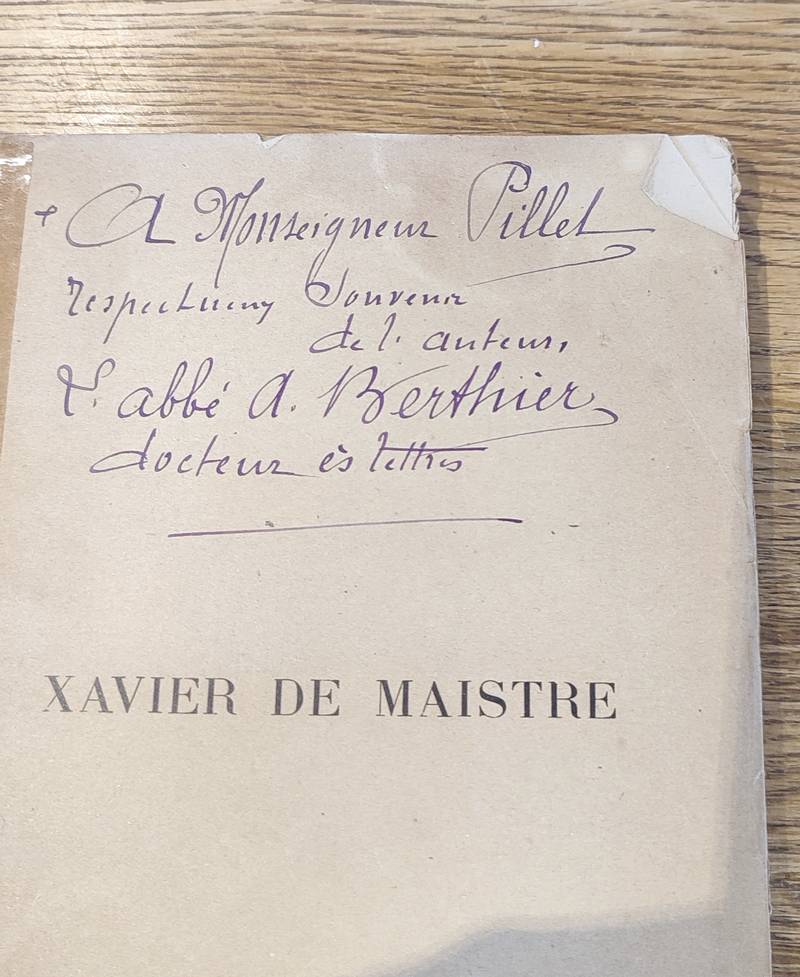 + A Monseigneur Pillet
respectueux Souvenir
de l'auteur,
L'abbé A. Berthier
docteur ès lettres
XAVIER DE MAISTRE